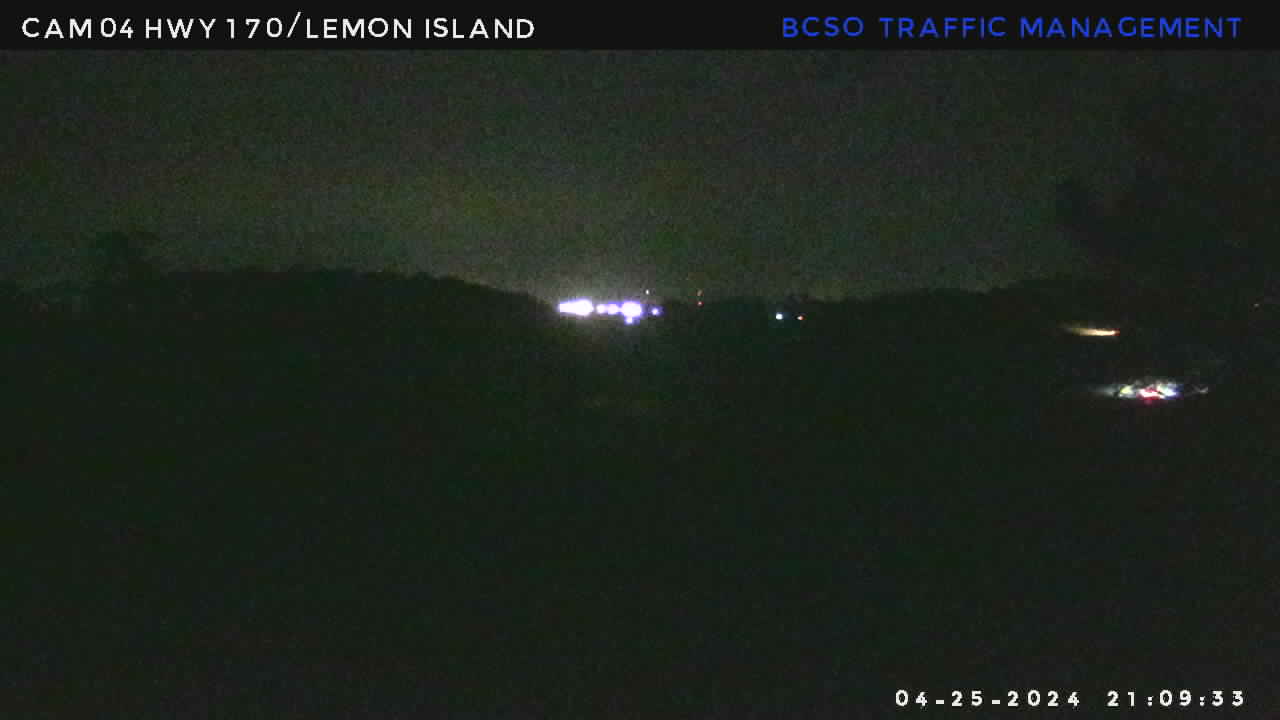 CAM04 HWY 170/LEMON ISLAND
BCSO TRAFFIC MANAGEMENT
04-25-2024 21:09:33